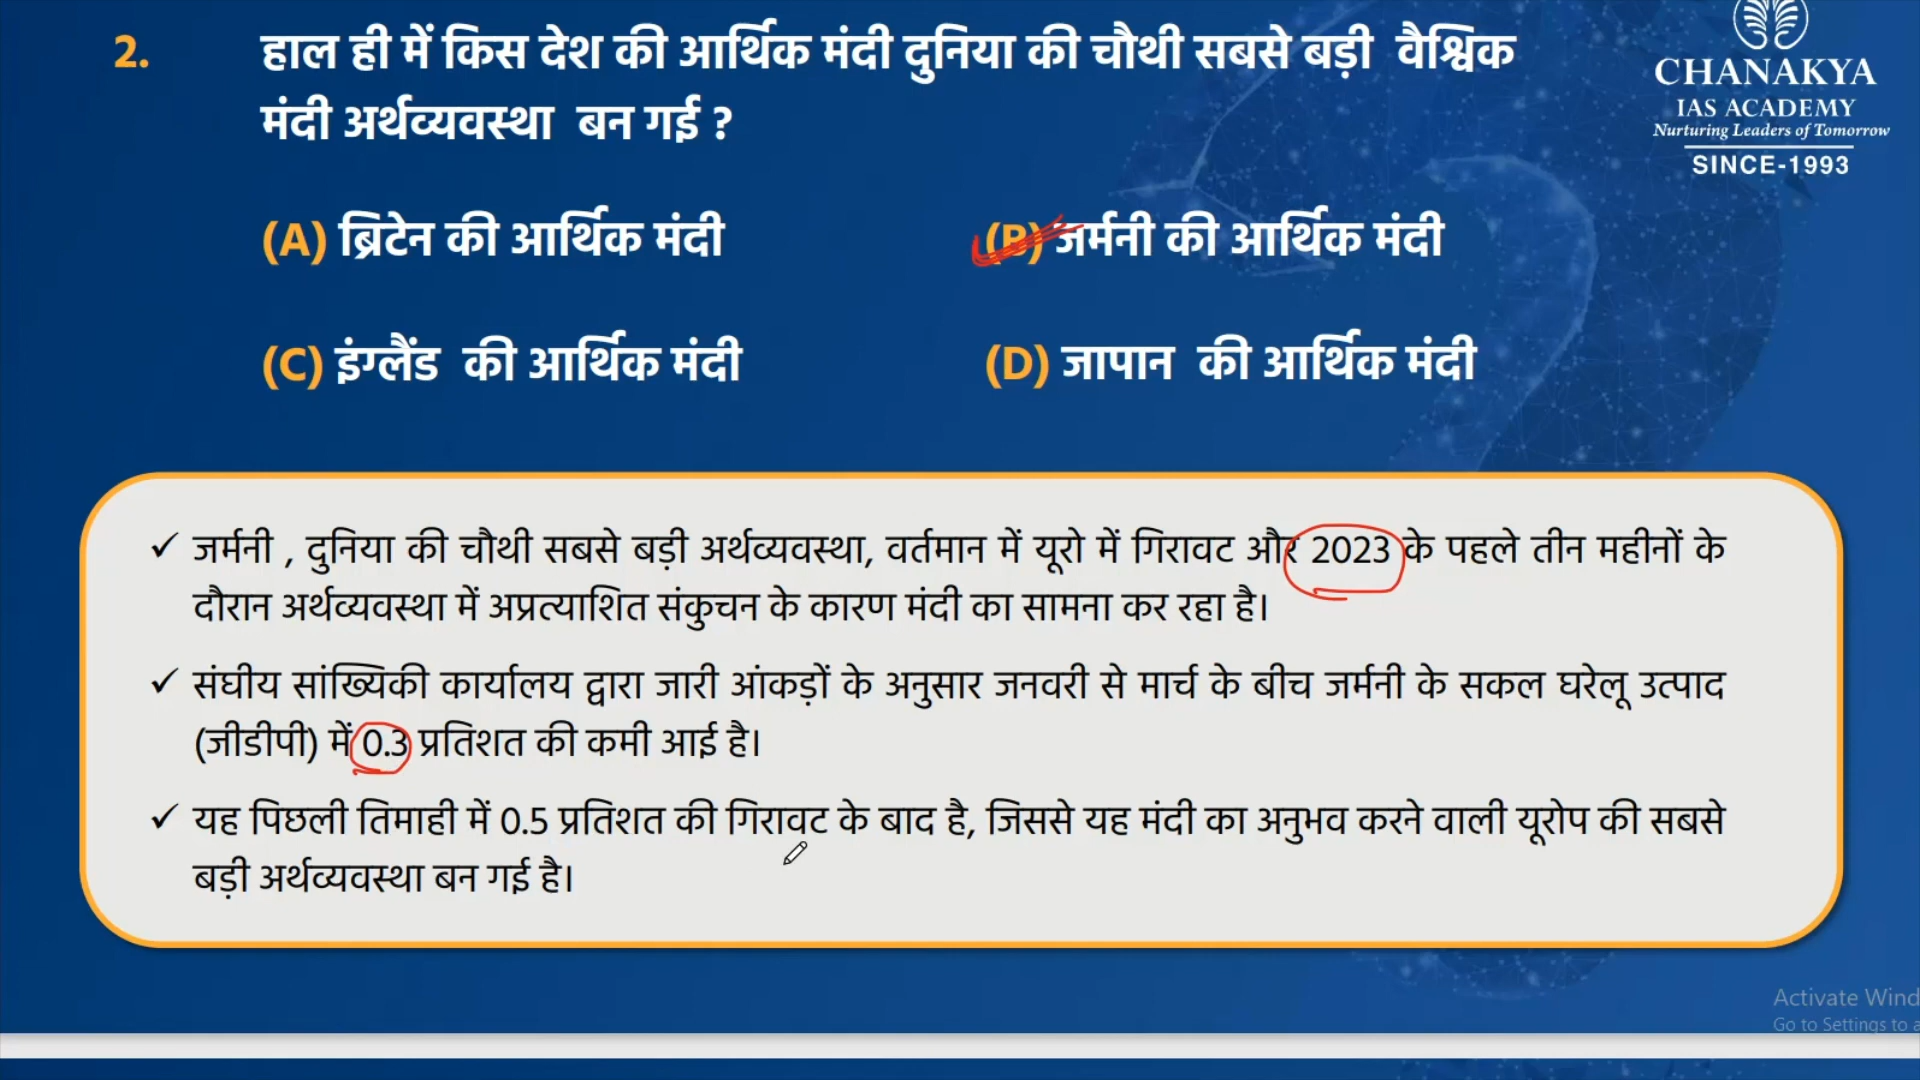 2. हाल ही में किस देश की आर्थिक मंदी दुनिया की चौथी सबसे बड़ी वैश्विक
मंदी अर्थव्यवस्था बन गई ?
CHANAKYA
IAS ACADEMY
Nurturing Leaders of Tomorrow
SINCE-1993
(A) ब्रिटेन की आर्थिक मंदी
(B) जर्मनी की आर्थिक मंदी
(C) इंग्लैंड की आर्थिक मंदी
(D) जापान की आर्थिक मंदी
✓ जर्मनी , दुनिया की चौथी सबसे बड़ी अर्थव्यवस्था, वर्तमान में यूरो में गिरावट और 2023 के पहले तीन महीनों के
दौरान अर्थव्यवस्था में अप्रत्याशित संकुचन के कारण मंदी का सामना कर रहा है।
✓ संघीय सांख्यिकी कार्यालय द्वारा जारी आंकड़ों के अनुसार जनवरी से मार्च के बीच जर्मनी के सकल घरेलू उत्पाद
(जीडीपी) में 0.3 प्रतिशत की कमी आई है।
✓ यह पिछली तिमाही में 0.5 प्रतिशत की गिरावट के बाद है, जिससे यह मंदी का अनुभव करने वाली यूरोप की सबसे
बड़ी अर्थव्यवस्था बन गई है।
Activate Wind
Go to Settings to a